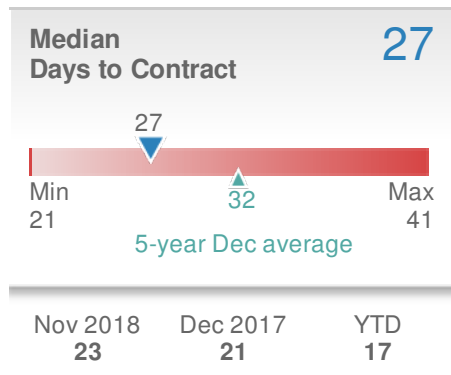 Median
Days to Contract
27
27
Min
21
32
Max
41
5-year Dec average
Nov 2018 Dec 2017 YTD
23 21 17